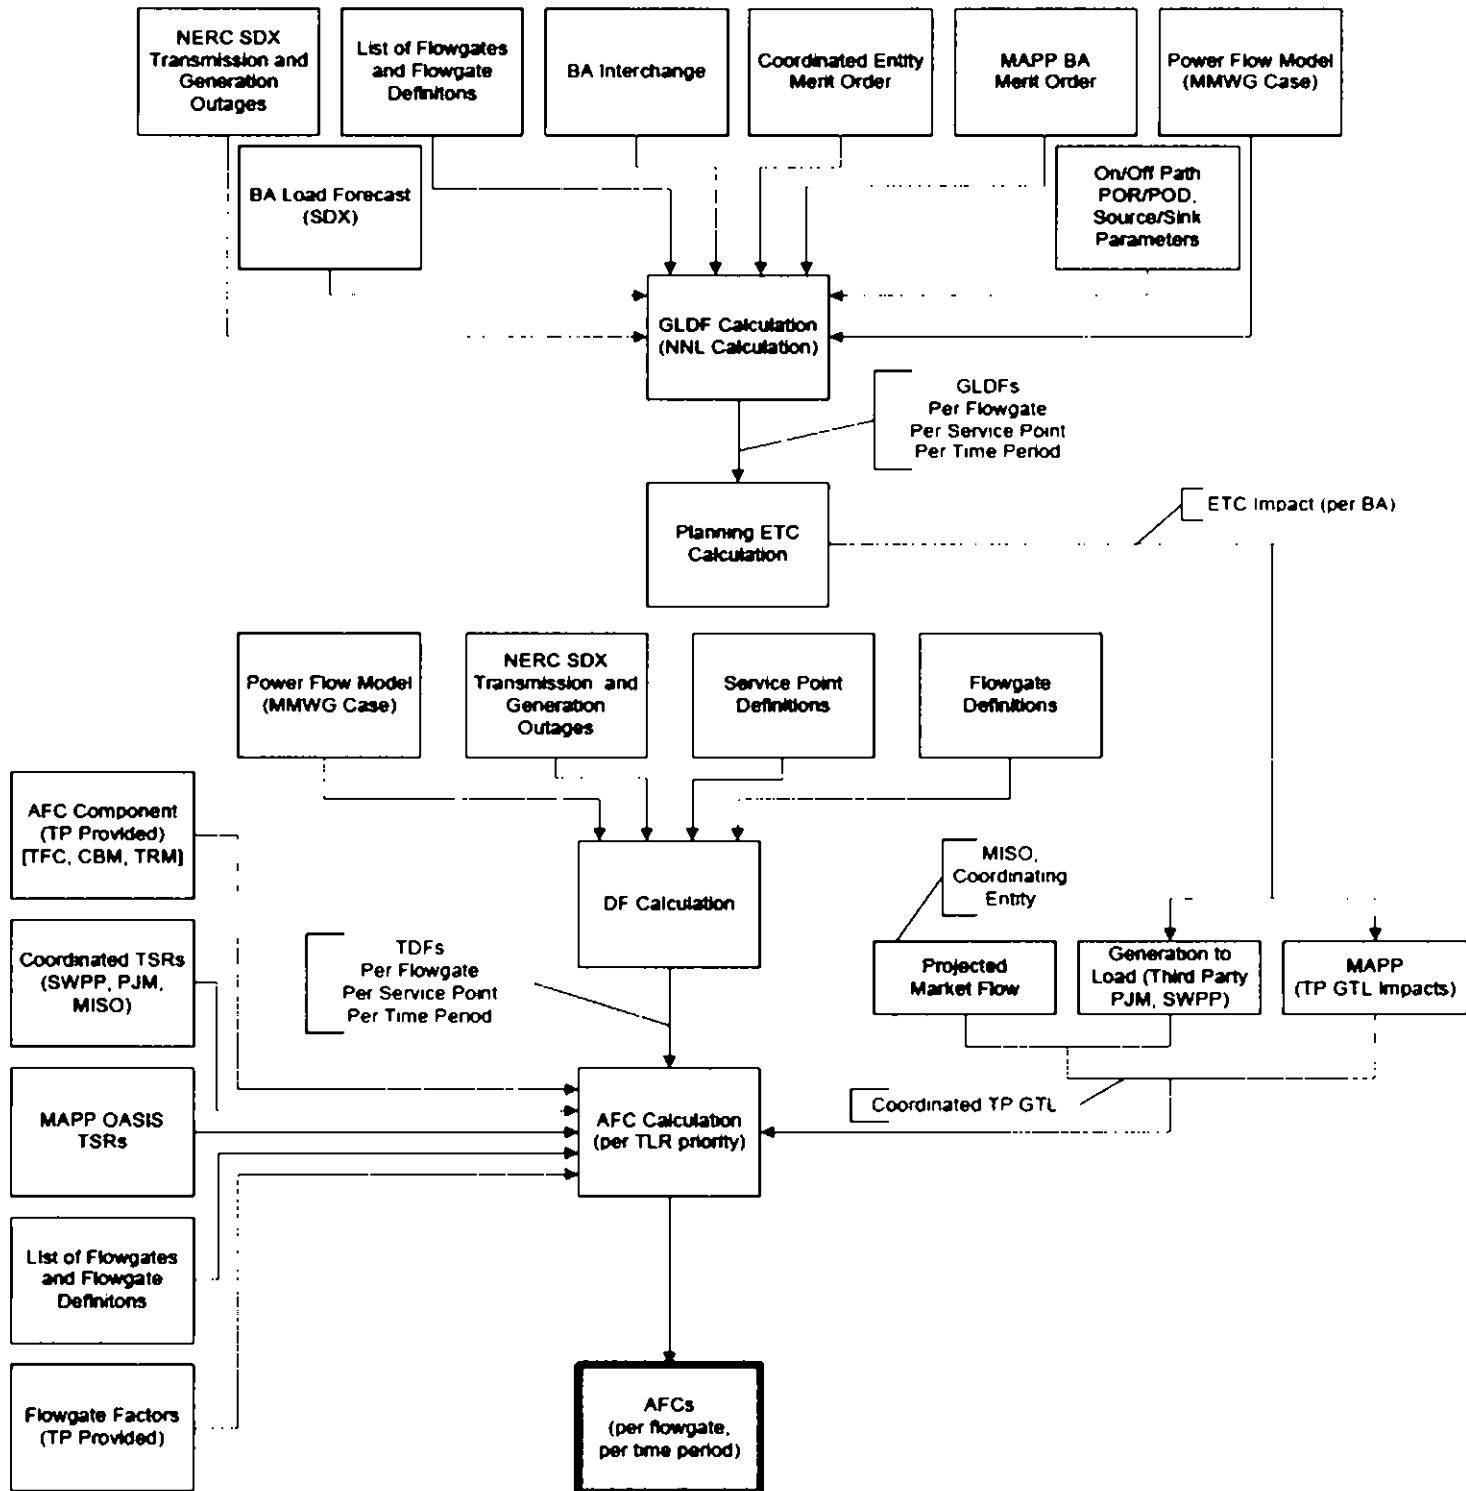 NERC SDX
Transmission and
Generation
Outages
List of Flowgates
and Flowgate
Definitons
BA Interchange
Coordinated Entity
Merit Order
MAPP BA
Merit Order
Power Flow Model
(MMWG Case)
BA Load Forecast
(SDX)
On/Off Path
POR/POD,
Source/Sink
Parameters
GLDF Calculation
(NNL Calculation)
GLDFs
Per Flowgate
Per Service Point
Per Time Period
Planning ETC
Calculation
ETC Impact (per BA)
Power Flow Model
(MMWG Case)
NERC SDX
Transmission and
Generation
Outages
Service Point
Definitions
Flowgate
Definitions
AFC Component
(TP Provided)
[TFC, CBM, TRM]
DF Calculation
MISO,
Coordinating
Entity
Coordinated TSRs
(SWPP, PJM,
MISO)
TDFs
Per Flowgate
Per Service Point
Per Time Period
Projected
Market Flow
Generation to
Load (Third Party
PJM, SWPP)
MAPP
(TP GTL Impacts)
MAPP OASIS
TSRs
AFC Calculation
(per TLR priority)
Coordinated TP GTL
List of Flowgates
and Flowgate
Definitons
Flowgate Factors
(TP Provided)
AFCs
(per flowgate,
per time period)